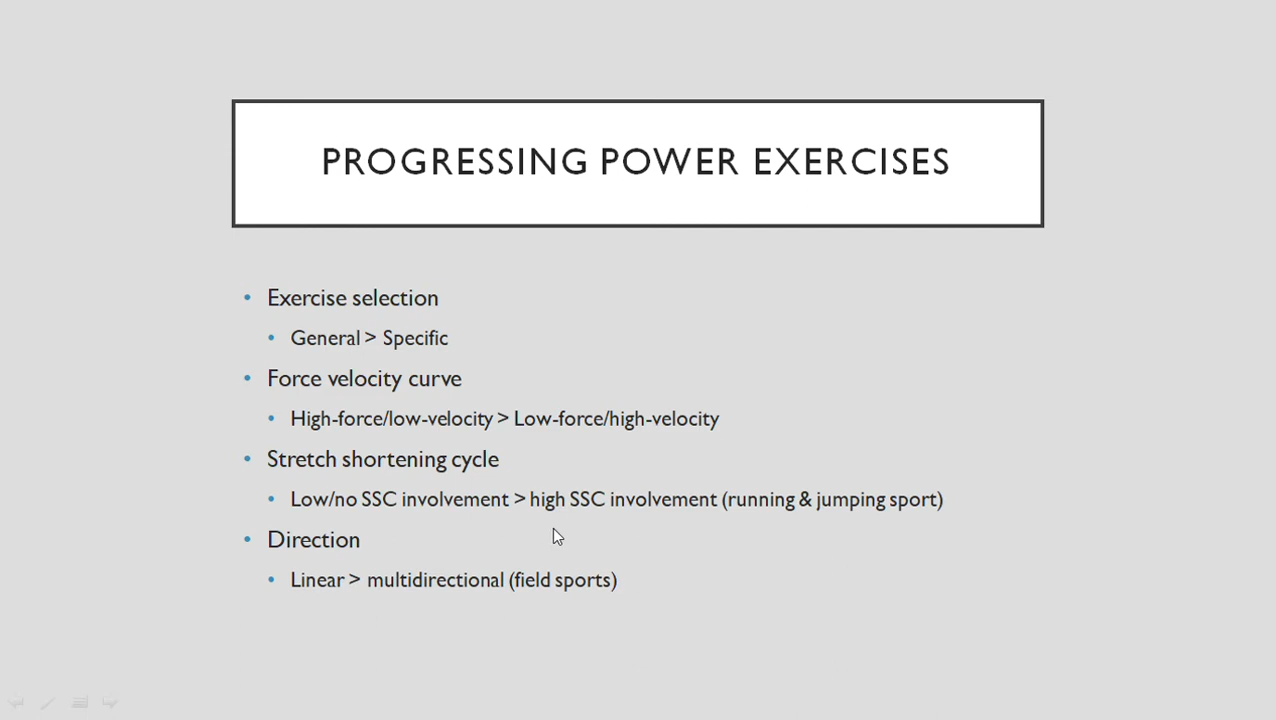 PROGRESSING POWER EXERCISES
• Exercise selection
• General > Specific
• Force velocity curve
• High-force/low-velocity > Low-force/high-velocity
• Stretch shortening cycle
• Low/no SSC involvement > high SSC involvement (running & jumping sport)
• Direction
• Linear > multidirectional (field sports)